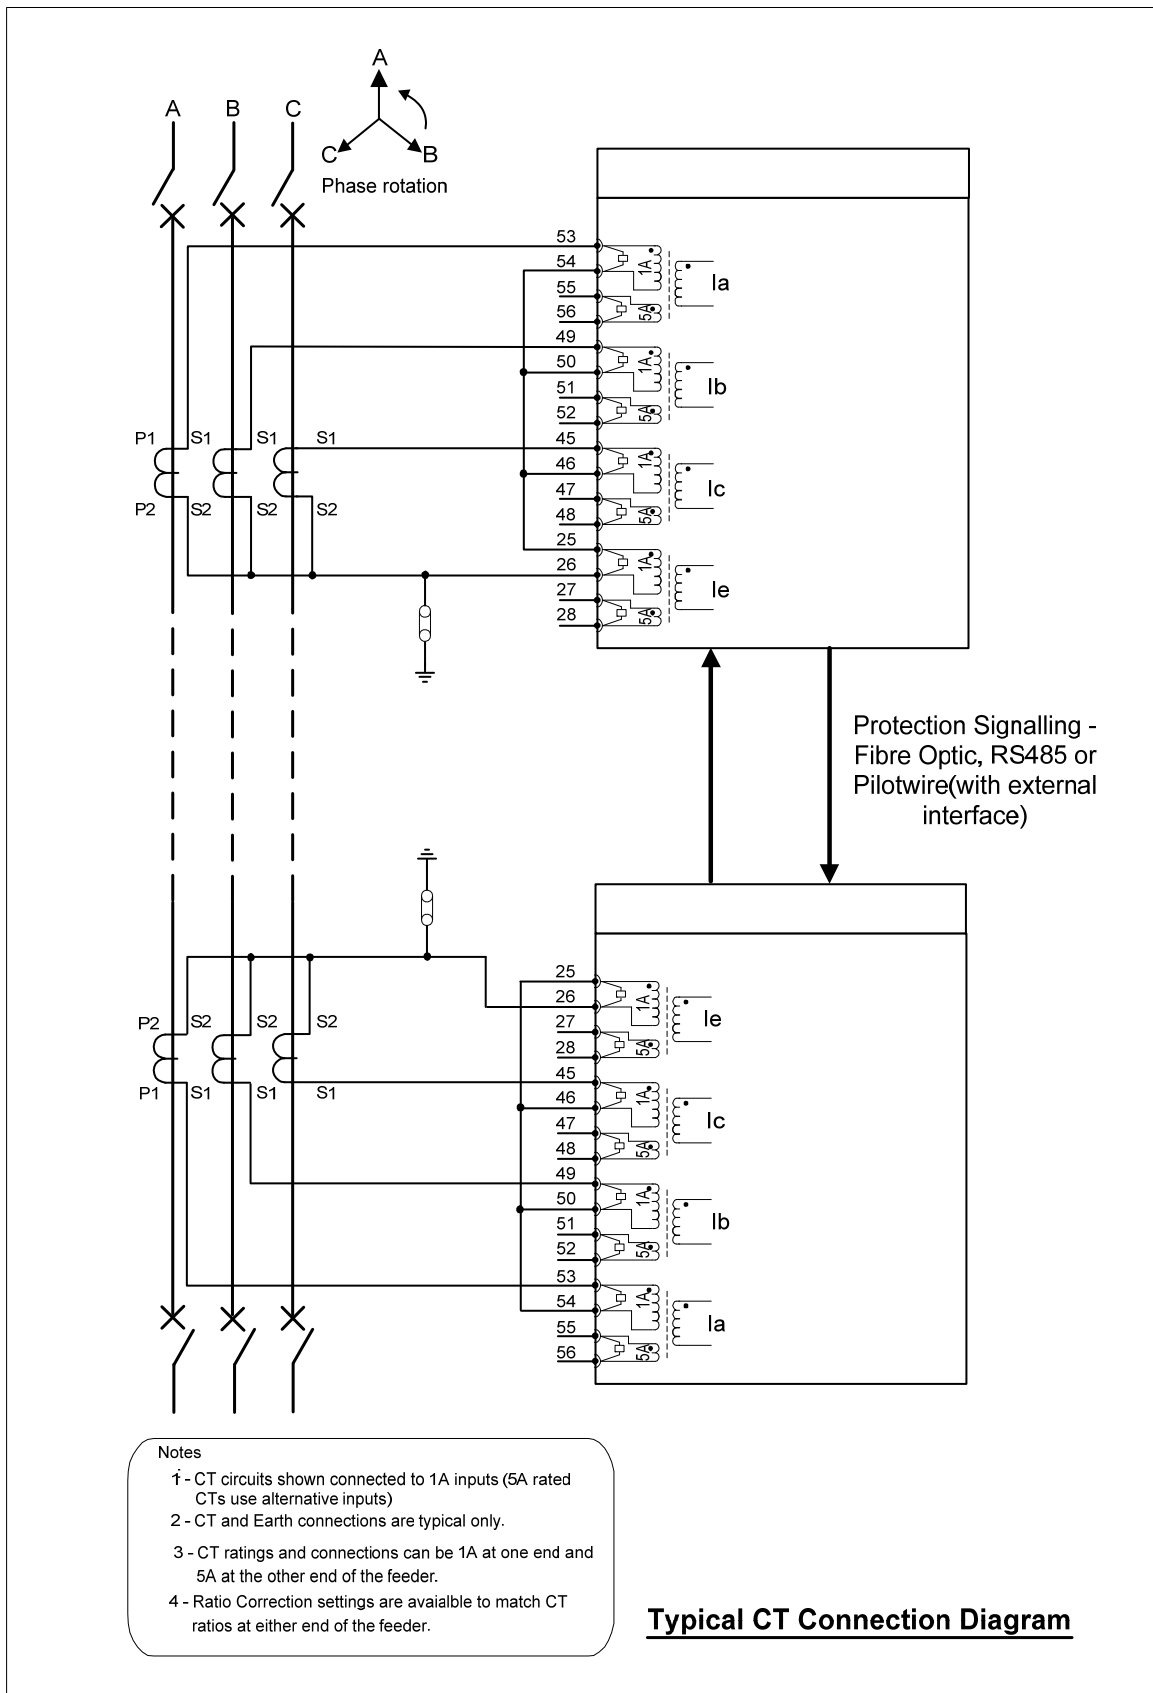 A
A B C
C B
Phase rotation
53
54
1A
Ia
55
56
5A
49
50
1A
Ib
51
52
5A
P1 S1 S1 S1
45
46
1A
Ic
47
48
5A
P2 S2 S2 S2
25
26
1A
Ie
27
28
5A
Protection Signalling -
Fibre Optic, RS485 or
Pilotwire(with external
interface)
25
26
1A
Ie
27
28
5A
P2 S2 S2 S2
P1 S1 S1 S1
45
46
1A
Ic
47
48
5A
49
50
1A
Ib
51
52
5A
53
54
1A
Ia
55
56
5A
Notes
1 - CT circuits shown connected to 1A inputs (5A rated
CTs use alternative inputs)
2 - CT and Earth connections are typical only.
3 - CT ratings and connections can be 1A at one end and
5A at the other end of the feeder.
4 - Ratio Correction settings are avaialble to match CT
ratios at either end of the feeder.
Typical CT Connection Diagram